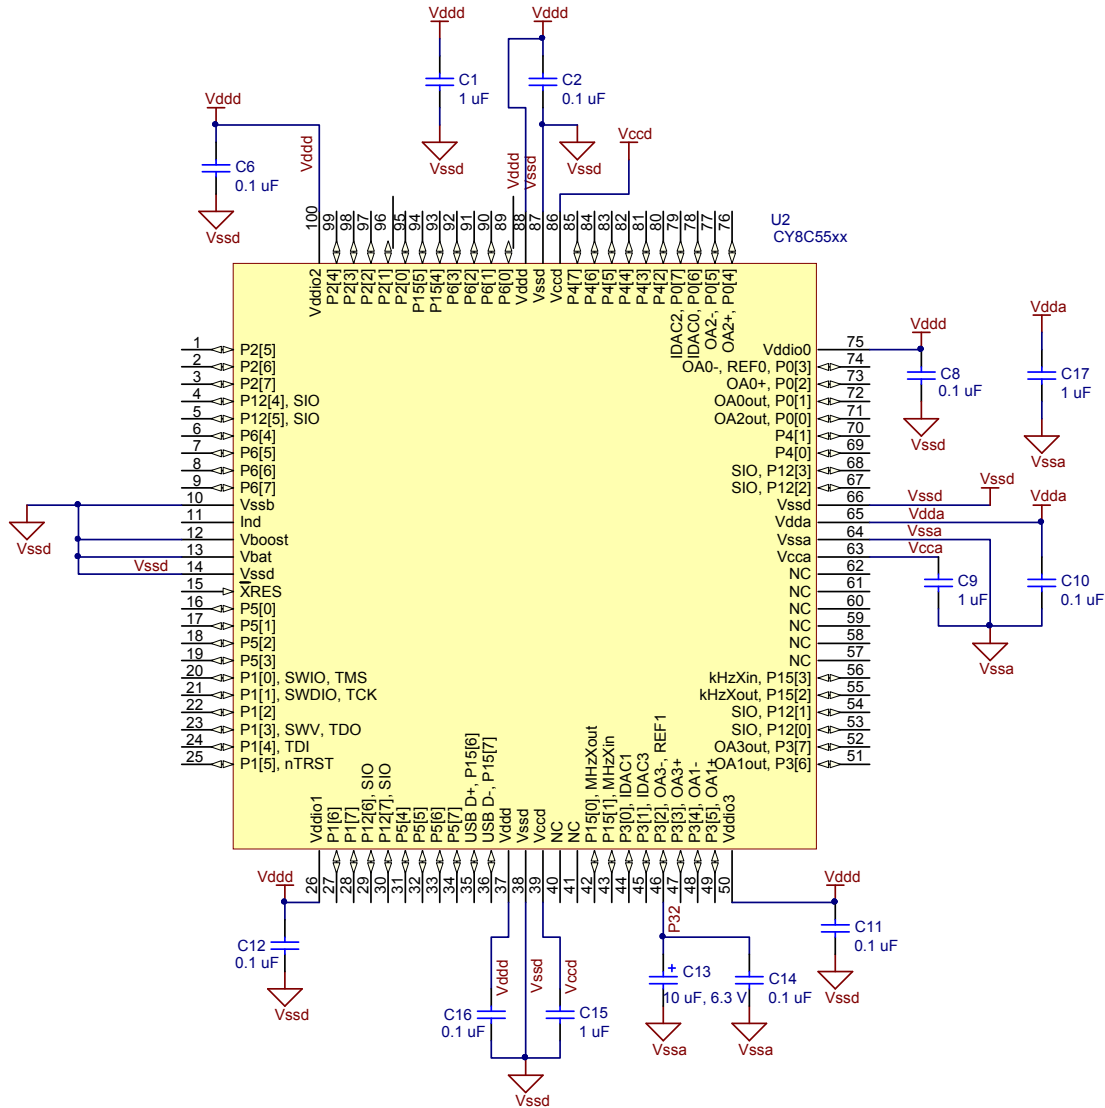 Vddd
C1
1 uF
Vssd
Vddd
C2
0.1 uF
Vssd
Vddd
C6
0.1 uF
Vssd
Vddd
Vddd
Vssd
Vccd
U2
CY8C55xx
100
99
98
97
96
95
94
93
92
91
90
89
88
87
86
85
84
83
82
81
80
79
78
77
76
Vddio2
P2[4]
P2[3]
P2[2]
P2[1]
P2[0]
P15[5]
P15[4]
P6[3]
P6[2]
P6[1]
P6[0]
Vddd
Vssd
Vccd
P4[7]
P4[6]
P4[5]
P4[4]
P4[3]
P4[2]
IDAC2, P0[7]
IDAC0, P0[6]
OA2-, P0[5]
OA2+, P0[4]
1 P2[5]
2 P2[6]
3 P2[7]
4 P12[4], SIO
5 P12[5], SIO
6 P6[4]
7 P6[5]
8 P6[6]
9 P6[7]
10 Vssb
11 Ind
12 Vboost
13 Vbat
Vssd 14 Vssd
15 XRES
16 P5[0]
17 P5[1]
18 P5[2]
19 P5[3]
20 P1[0], SWIO, TMS
21 P1[1], SWDIO, TCK
22 P1[2]
23 P1[3], SWV, TDO
24 P1[4], TDI
25 P1[5], nTRST
Vssd
Vddio0 75
OA0-, REF0, P0[3] 74
OA0+, P0[2] 73
OA0out, P0[1] 72
OA2out, P0[0] 71
P4[1] 70
P4[0] 69
SIO, P12[3] 68
SIO, P12[2] 67
Vssd 66 Vssd
Vdda 65 Vdda
Vssa 64 Vssa
Vcca 63 Vcca
NC 62
NC 61
NC 60
NC 59
NC 58
NC 57
kHzXin, P15[3] 56
kHzXout, P15[2] 55
SIO, P12[1] 54
SIO, P12[0] 53
OA3out, P3[7] 52
OA1out, P3[6] 51
Vddd
C8
0.1 uF
Vssd
Vdda
C17
1 uF
Vssa
Vssd
Vdda
C9
1 uF
C10
0.1 uF
Vssa
Vddio1
P1[6]
P1[7]
P12[6], SIO
P12[7], SIO
P5[4]
P5[5]
P5[6]
P5[7]
USB D+, P15[6]
USB D-, P15[7]
Vddd
Vssd
Vccd
NC
NC
P15[0], MHzXout
P15[1], MHzXin
P3[0], IDAC1
P3[1], IDAC3
P3[2], OA3-, REF1
P3[3], OA3+
P3[4], OA1-
P3[5], OA1+
Vddio3
26
27
28
29
30
31
32
33
34
35
36
37
38
39
40
41
42
43
44
45
46
47
48
49
50
Vddd
C12
0.1 uF
Vssd
Vddd
Vssd
Vccd
C16
0.1 uF
C15
1 uF
Vssd
P32
+
C13
10 uF, 6.3 V
Vssa
C14
0.1 uF
Vssa
Vddd
C11
0.1 uF
Vssd